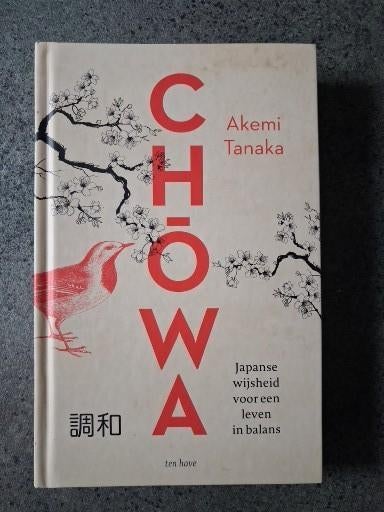 CHŌWA
Akemi
Tanaka
Japanse
wijsheid
voor een
leven
in balans
調和
ten have